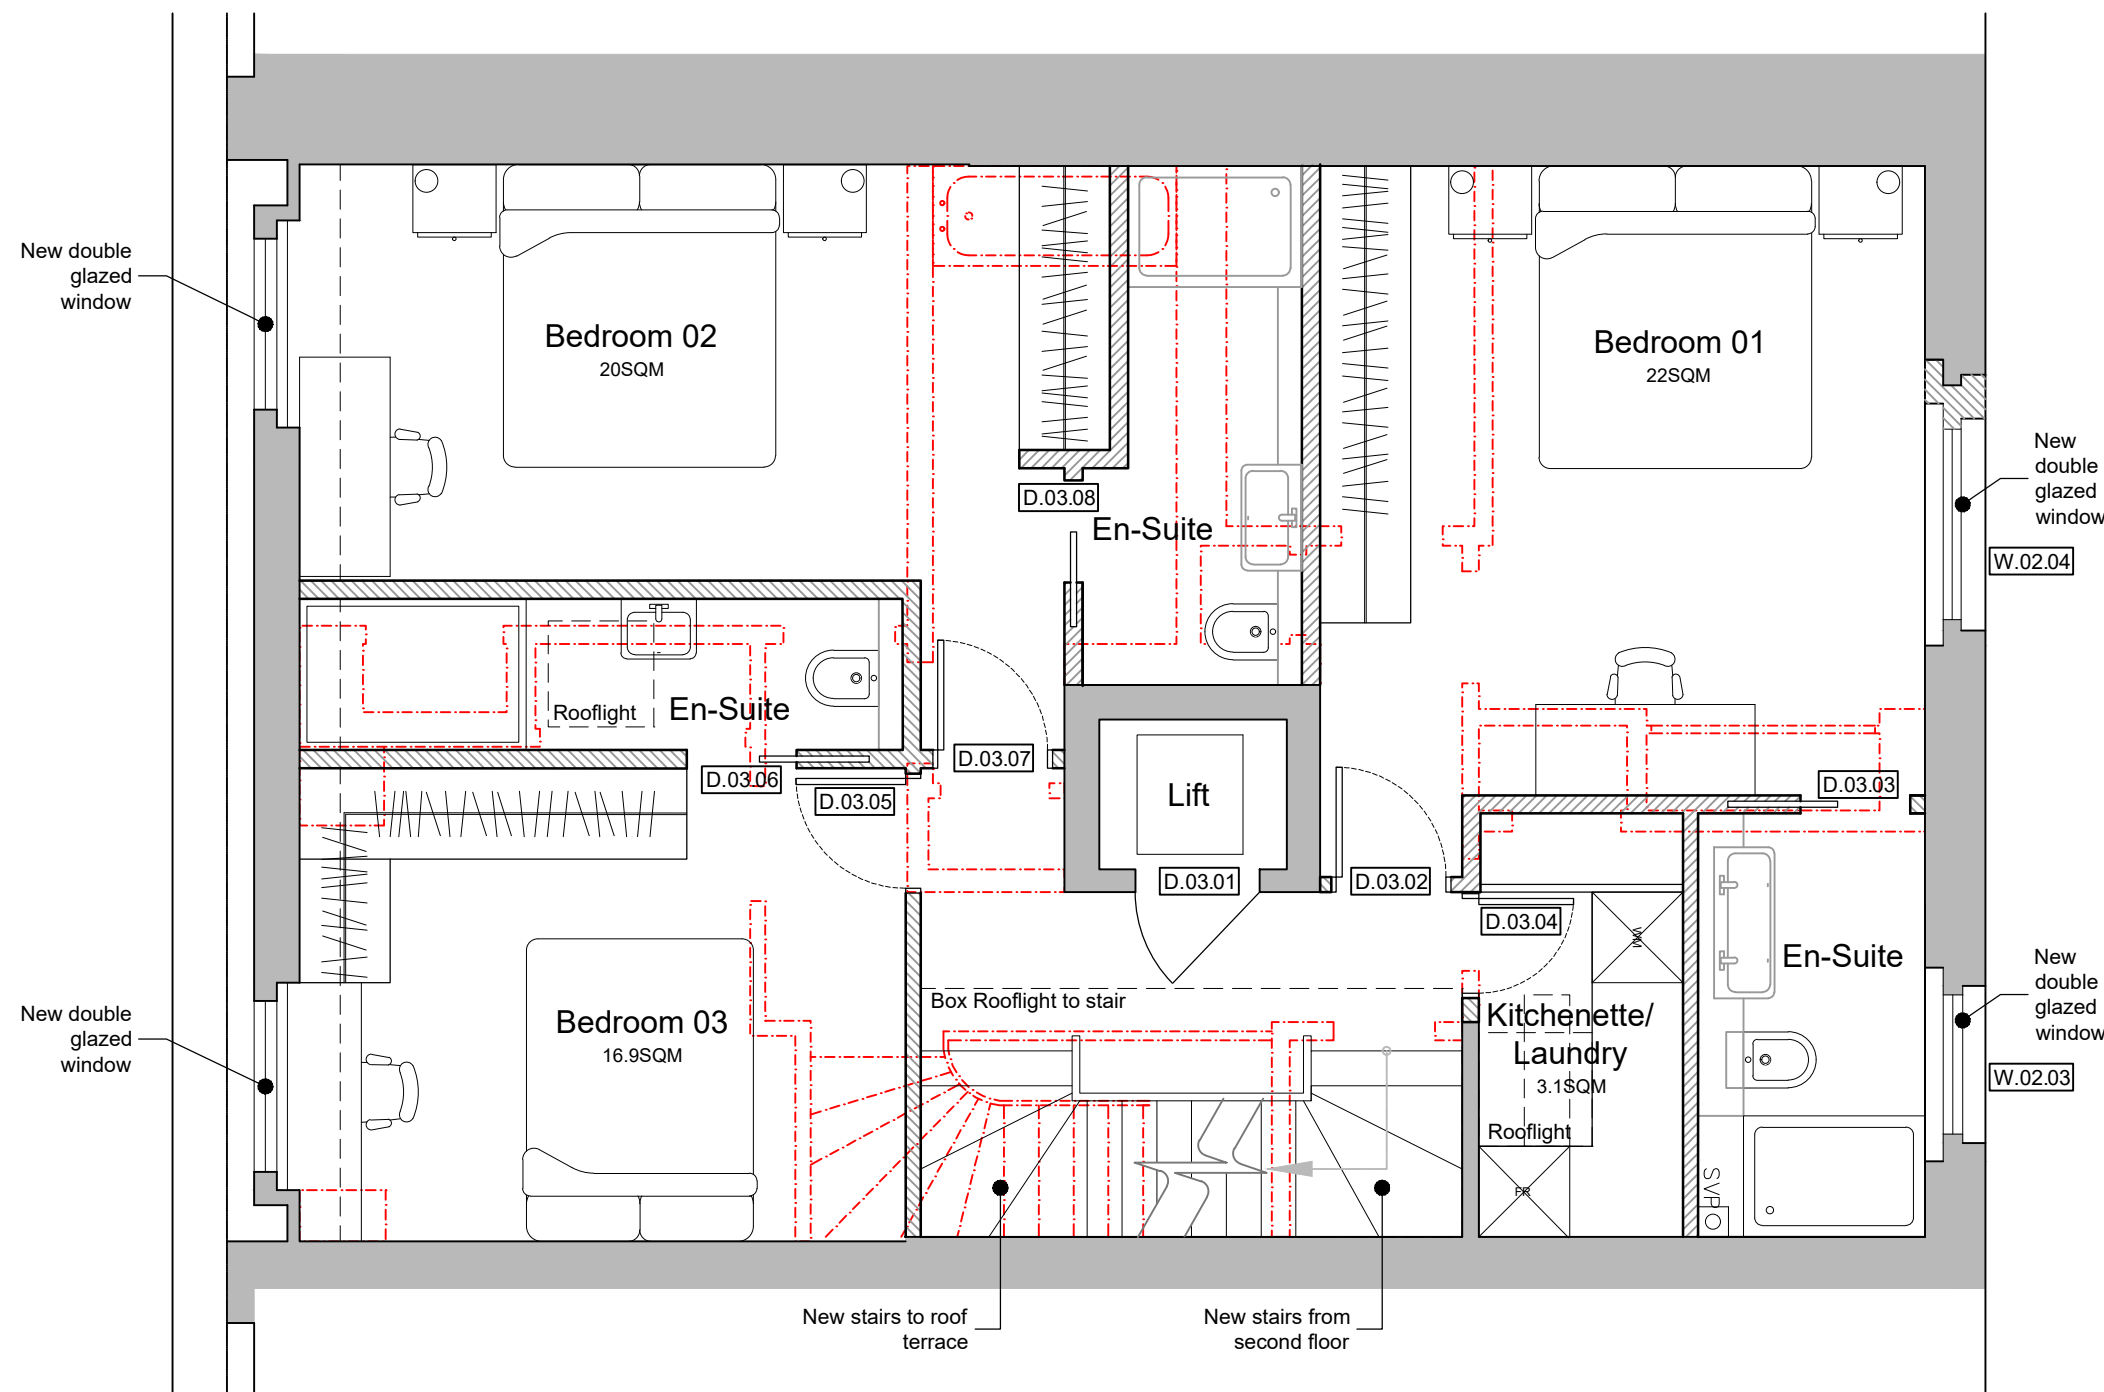 New double
glazed
window
Bedroom 02
20SQM
Bedroom 01
22SQM
New
double
glazed
window
W.02.04
D.03.08
En-Suite
Rooflight
En-Suite
D.03.06
D.03.05
D.03.07
Lift
D.03.01
D.03.02
D.03.03
D.03.04
WM
En-Suite
New
double
glazed
window
W.02.03
Box Rooflight to stair
Bedroom 03
16.9SQM
New double
glazed
window
Kitchenette/
Laundry
3.1SQM
Rooflight
FR
SVP
New stairs to roof
terrace
New stairs from
second floor